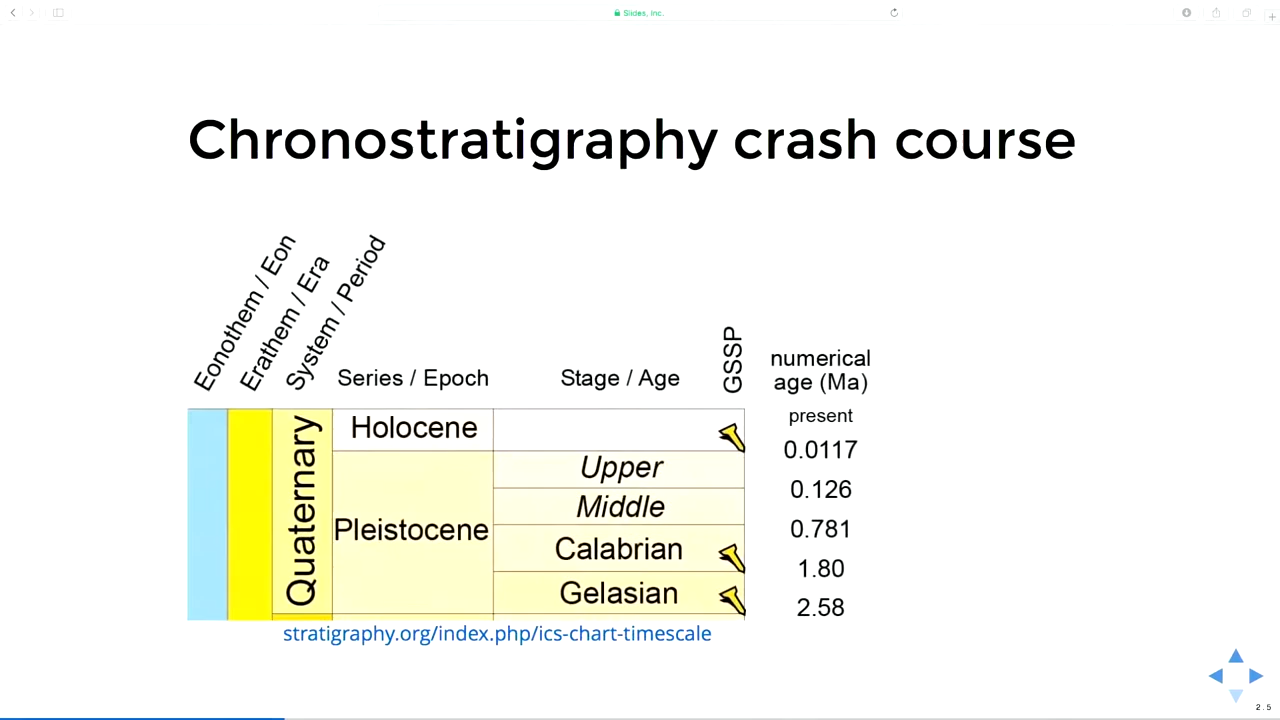 Slides, Inc.
Chronostratigraphy crash course
Eonothem / Eon
Erathem / Era
System / Period
Series / Epoch
Stage / Age
GSSP
numerical
age (Ma)
present
Quaternary
Holocene
0.0117
Pleistocene
Upper
0.126
Middle
0.781
Calabrian
1.80
Gelasian
2.58
stratigraphy.org/index.php/ics-chart-timescale
2.5